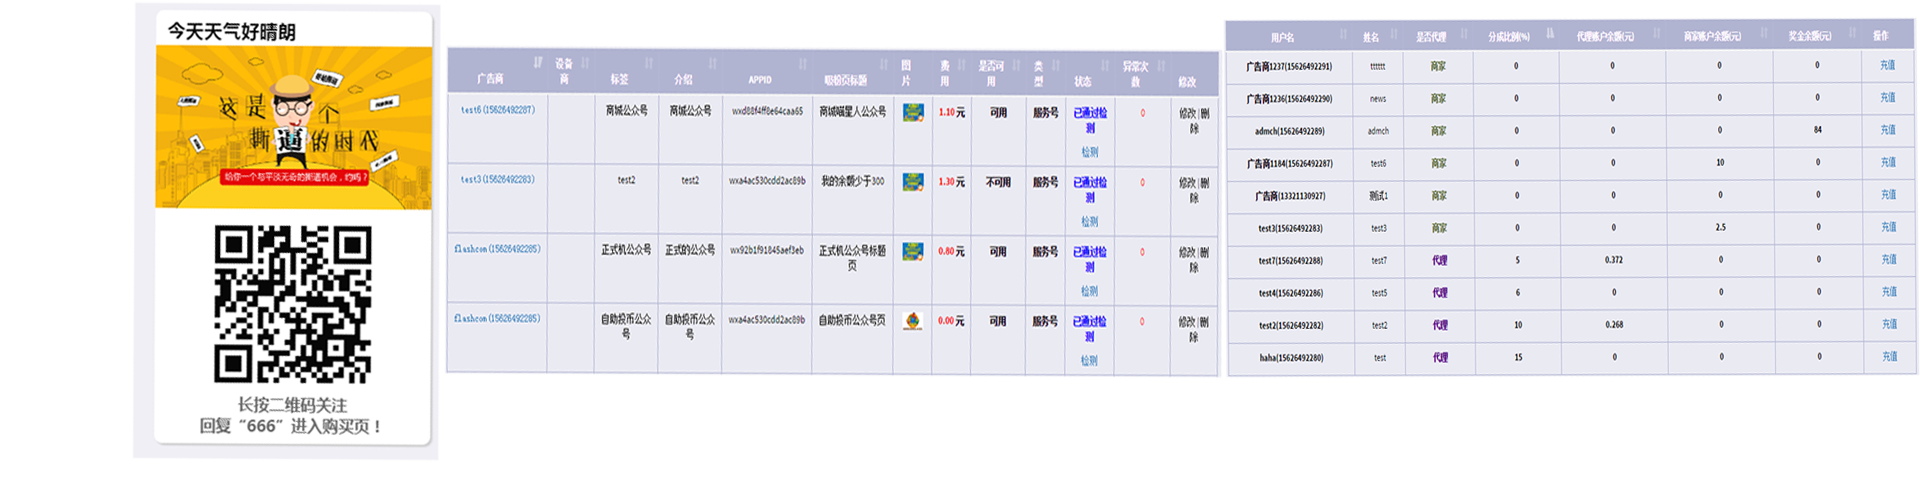 今天天气好晴朗
这是一个
撕逼的时代
给你一个与平淡无奇的撕逼机会，约吗？
长按二维码关注
回复“666”进入购买页！
广告商 设备商 标签 介绍 APPID 吸粉页标题 图片 费用 是否可用 类型 状态 异常次数 修改
test6(15626492287) 商城公众号 商城公众号 wxd88f4ff8e64caa65 商城喵星人公众号 1.10 元 可用 服务号 已通过检测 检测 0 修改|删除
test3(15626492283) test2 test2 wxa4ac530cdd2ac89b 我的余额少于300 1.30 元 不可用 服务号 已通过检测 检测 0 修改|删除
flashcom(15626492285) 正式机公众号 正式的公众号 wx92b1f91845aef3eb 正式机公众号标题页 0.80 元 可用 服务号 已通过检测 检测 0 修改|删除
flashcom(15626492285) 自助投币公众号 自助投币公众号 wxa4ac530cdd2ac89b 自助投币公众号页 0.00 元 可用 服务号 已通过检测 检测 0 修改|删除
用户名 姓名 是否代理 分成比例(%) 代理账户余额(元) 商家账户余额(元) 奖金余额(元) 操作
广告商1237(15626492291) tttttt 商家 0 0 0 0 充值
广告商1236(15626492290) news 商家 0 0 0 0 充值
admch(15626492289) admch 商家 0 0 0 84 充值
广告商1184(15626492287) test6 商家 0 0 10 0 充值
广告商(13321130927) 测试1 商家 0 0 0 0 充值
test3(15626492283) test3 商家 0 0 2.5 0 充值
test7(15626492288) test7 代理 5 0.372 0 0 充值
test4(15626492286) test5 代理 6 0 0 0 充值
test2(15626492282) test2 代理 10 0.268 0 0 充值
haha(15626492280) test 代理 15 0 0 0 充值